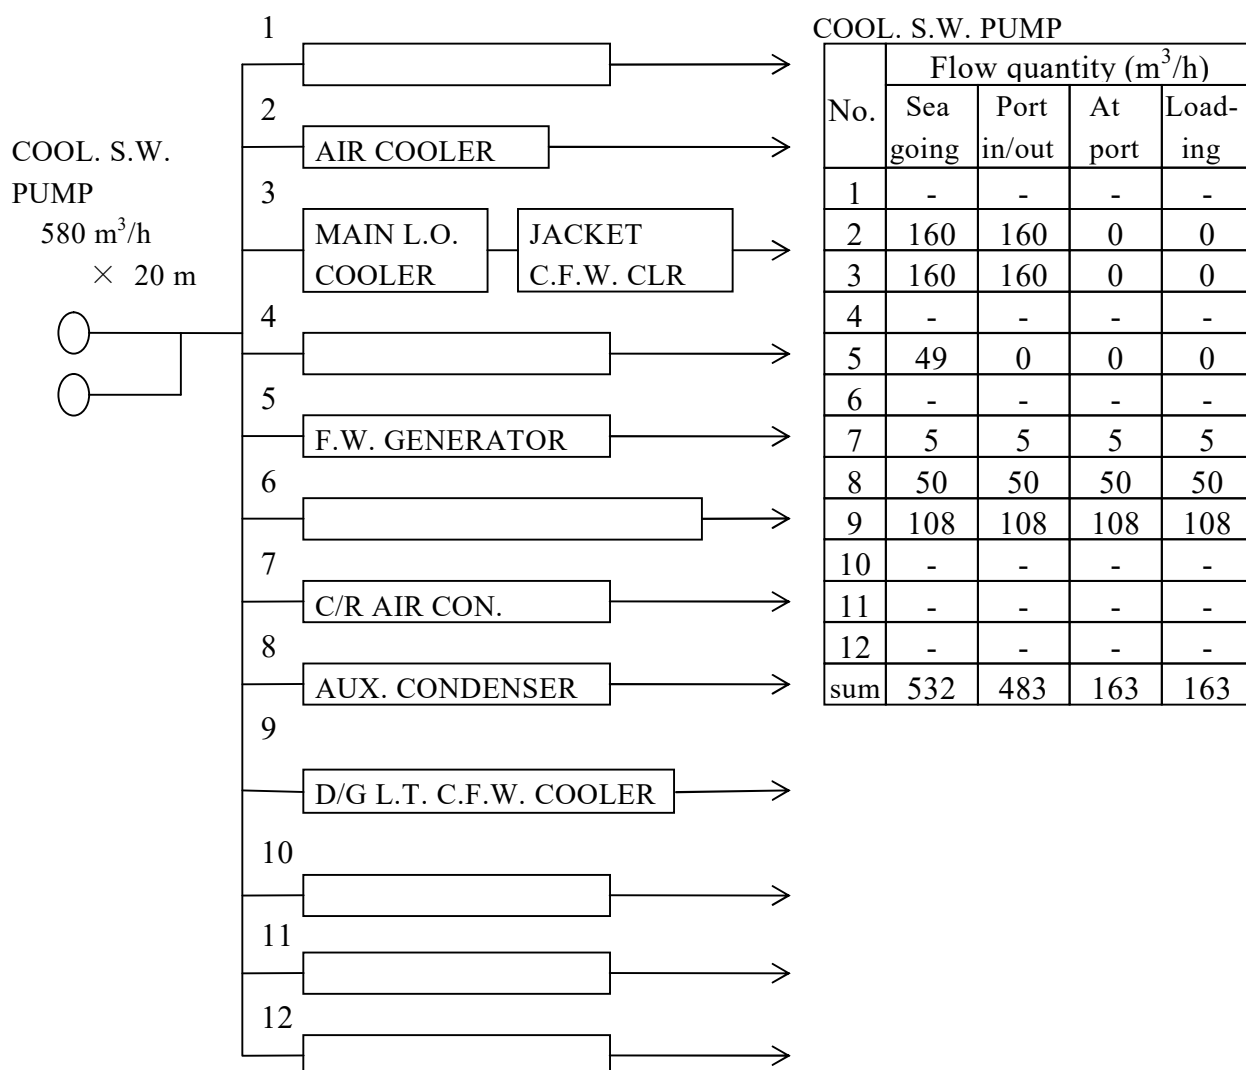 COOL. S.W.
PUMP
580 m³/h
× 20 m
1
2
AIR COOLER
3
MAIN L.O.
COOLER
JACKET
C.F.W. CLR
4
5
F.W. GENERATOR
6
7
C/R AIR CON.
8
AUX. CONDENSER
9
D/G L.T. C.F.W. COOLER
10
11
12
COOL. S.W. PUMP
No. Flow quantity (m³/h)
Sea going Port in/out At port Load-ing
1 - - - -
2 160 160 0 0
3 160 160 0 0
4 - - - -
5 49 0 0 0
6 - - - -
7 5 5 5 5
8 50 50 50 50
9 108 108 108 108
10 - - - -
11 - - - -
12 - - - -
sum 532 483 163 163